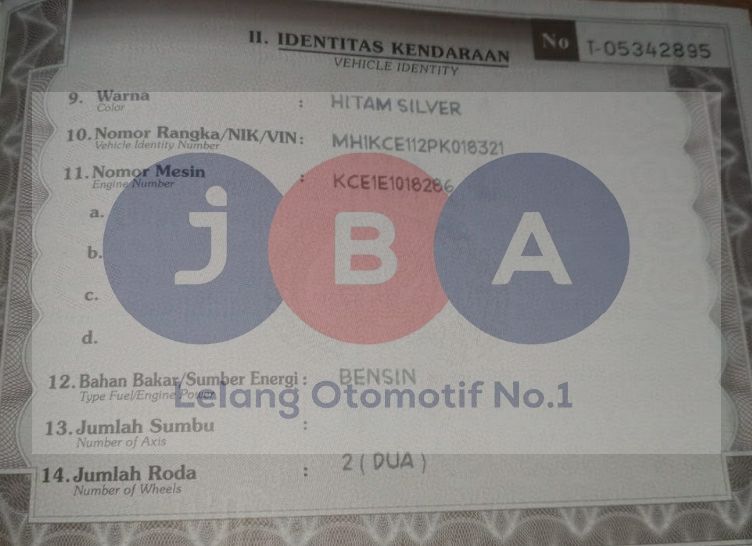 II. IDENTITAS KENDARAAN
VEHICLE IDENTITY
No T-05342895
9. Warna : HITAM SILVER
Color
10. Nomor Rangka/NIK/VIN : MH1KCE112PK018321
Vehicle Identity Number
11. Nomor Mesin : KCE1E1018286
Engine Number
a.
b.
c.
d.
jBA
12. Bahan Bakar/Sumber Energi : BENSIN
Type Fuel/Engine Power
Lelang Otomotif No.1
13. Jumlah Sumbu :
Number of Axis
14. Jumlah Roda : 2 ( DUA )
Number of Wheels